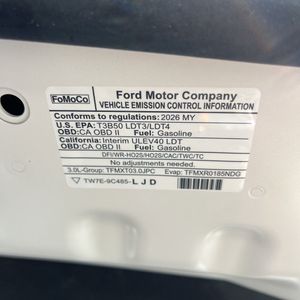 FoMoCo
Ford Motor Company
VEHICLE EMISSION CONTROL INFORMATION
Conforms to regulations: 2026 MY
U.S. EPA: T3B50 LDT3/LDT4
OBD:CA OBD II Fuel: Gasoline
California: Interim ULEV40 LDT
OBD:CA OBD II Fuel: Gasoline
DFI/WR-HO2S/HO2S/CAC/TWC/TC
No adjustments needed.
3.0L-Group: TFMXT03.0JPC Evap: TFMXR0185NDG
TW7E-9C485-LJD